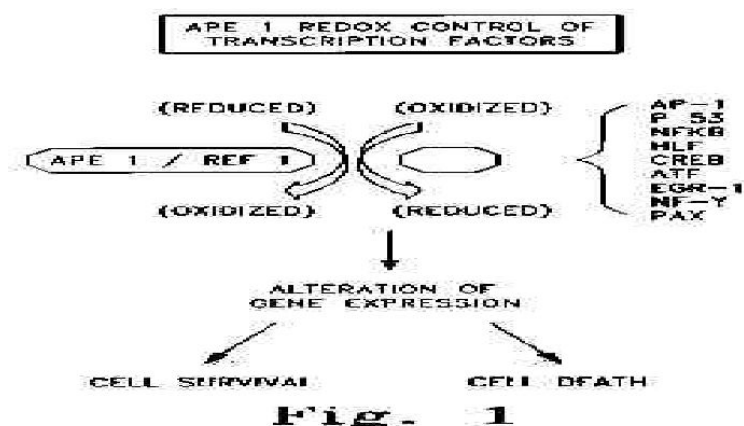 APE 1 REDOX CONTROL OF
TRANSCRIPTION FACTORS
(REDUCED) (OXIDIZED)
APE 1 / REF 1
(OXIDIZED) (REDUCED)
AP-1
P 53
NFKB
HLF
CREB
ATF
EGR-1
NF-Y
PAX
ALTERATION OF
GENE EXPRESSION
CELL SURVIVAL CELL DEATH
Fig. 1